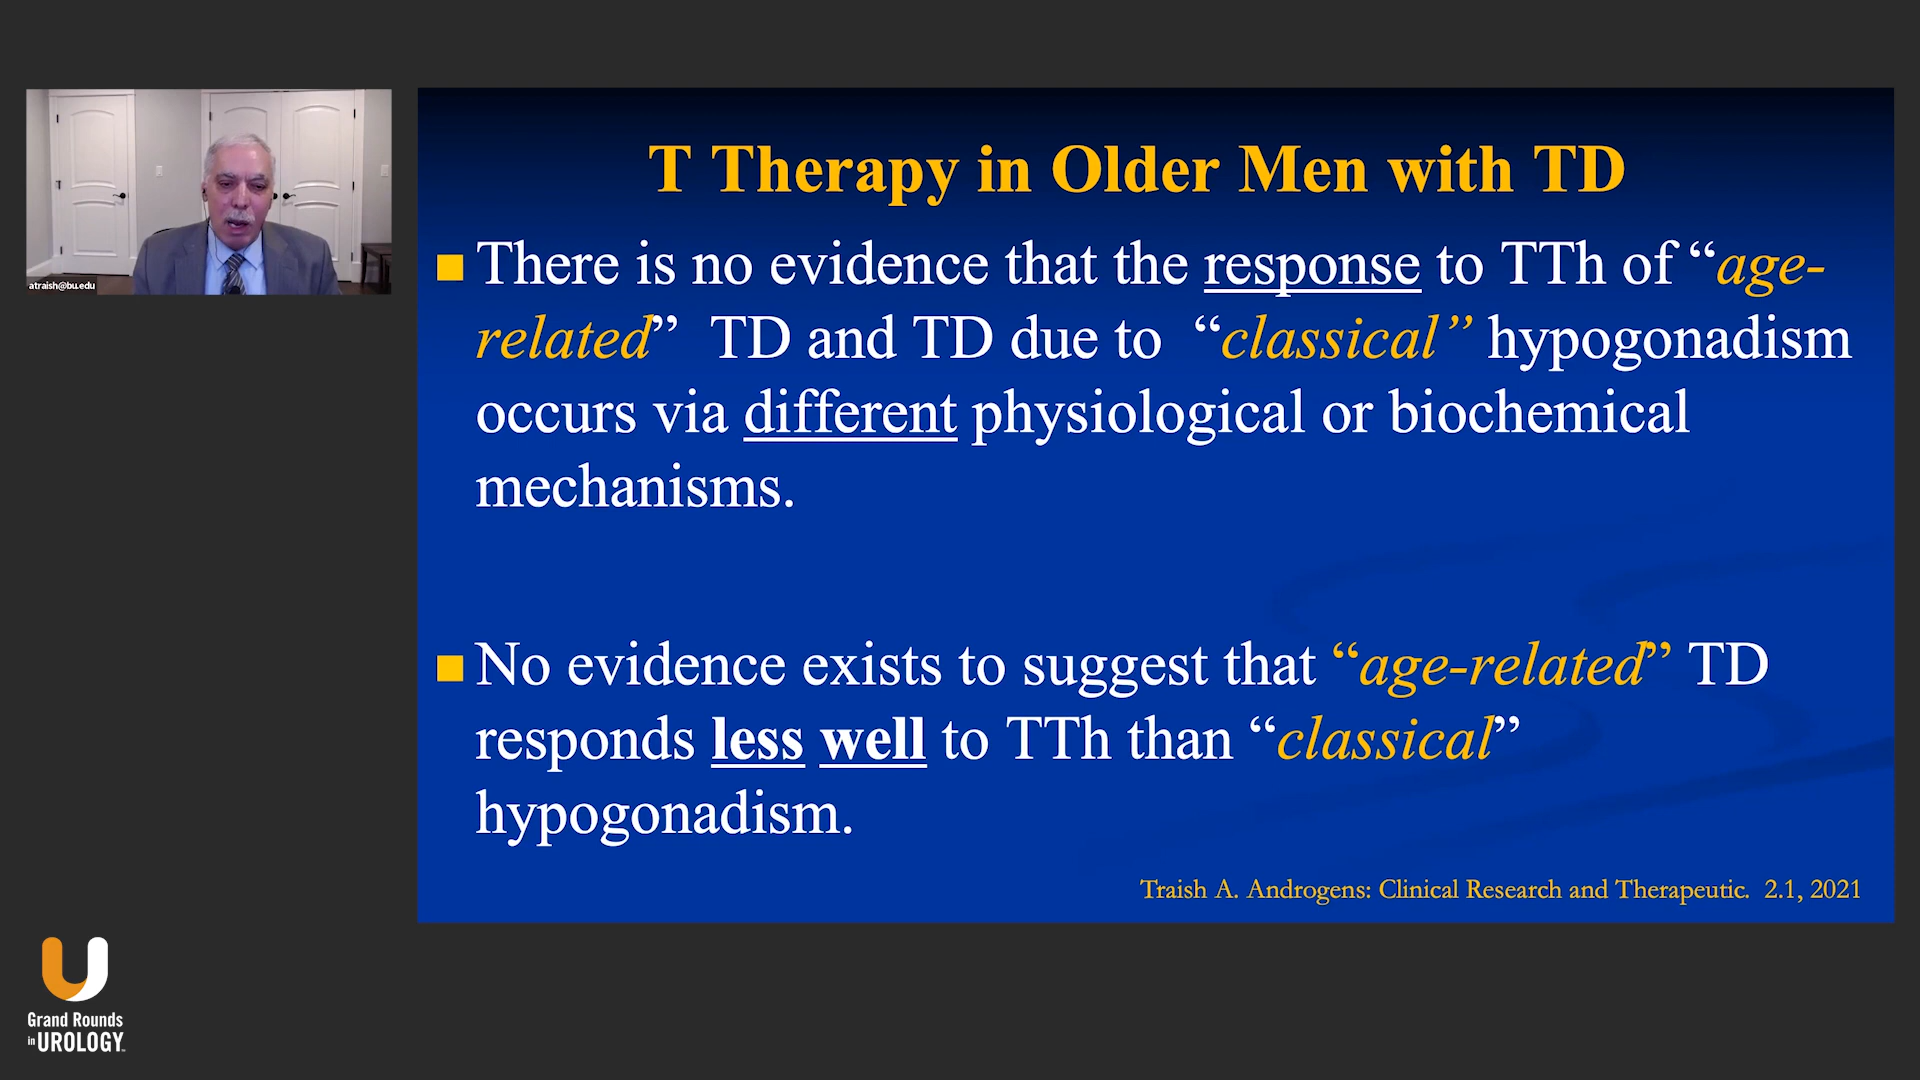 atraish@bu.edu
T Therapy in Older Men with TD
There is no evidence that the response to TTh of “age-
related” TD and TD due to “classical” hypogonadism
occurs via different physiological or biochemical
mechanisms.
No evidence exists to suggest that “age-related” TD
responds less well to TTh than “classical”
hypogonadism.
Traish A. Androgens: Clinical Research and Therapeutic. 2.1, 2021
Grand Rounds
in UROLOGY